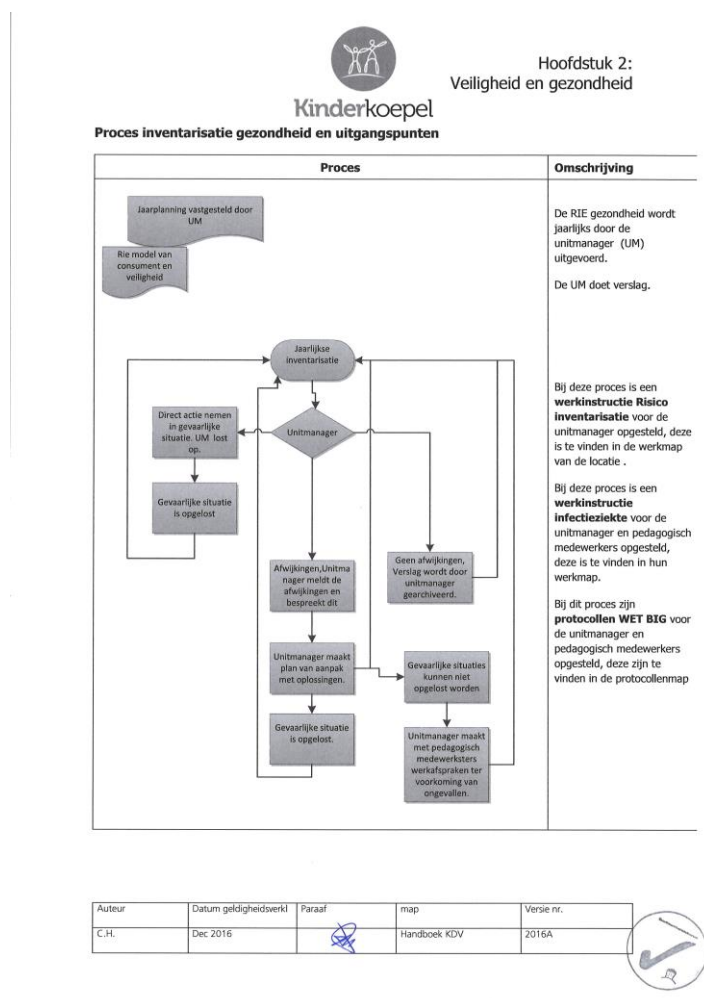 Hoofdstuk 2:
Veiligheid en gezondheid
Kinderkoepel
Proces inventarisatie gezondheid en uitgangspunten
Proces
Omschrijving
Jaarplanning vastgesteld door
UM
Rie model van
consument en
veiligheid
De RIE gezondheid wordt
jaarlijks door de
unitmanager (UM)
uitgevoerd.
De UM doet verslag.
Jaarlijkse
inventarisatie
Unitmanager
Direct actie nemen
in gevaarlijke
situatie. UM lost
op.
Gevaarlijke situatie
is opgelost
Afwijkingen,Unitma
nager meldt de
afwijkingen en
bespreekt dit
Geen afwijkingen,
Verslag wordt door
unitmanager
gearchiveerd.
Unitmanager maakt
plan van aanpak
met oplossingen.
Gevaarlijke situaties
kunnen niet
opgelost worden
Gevaarlijke situatie
is opgelost.
Unitmanager maakt
met pedagogisch
medewerksters
werkafspraken ter
voorkoming van
ongevallen.
Bij deze proces is een
werkinstructie Risico
inventarisatie voor de
unitmanager opgesteld, deze
is te vinden in de werkmap
van de locatie .
Bij deze proces is een
werkinstructie
infectieziekte voor de
unitmanager en pedagogisch
medewerkers opgesteld,
deze is te vinden in hun
werkmap.
Bij dit proces zijn
protocollen WET BIG voor
de unitmanager en
pedagogisch medewerkers
opgesteld, deze zijn te
vinden in de protocollenmap
Auteur Datum geldigheidsverkl Paraaf map Versie nr.
C.H. Dec 2016 Handboek KDV 2016A